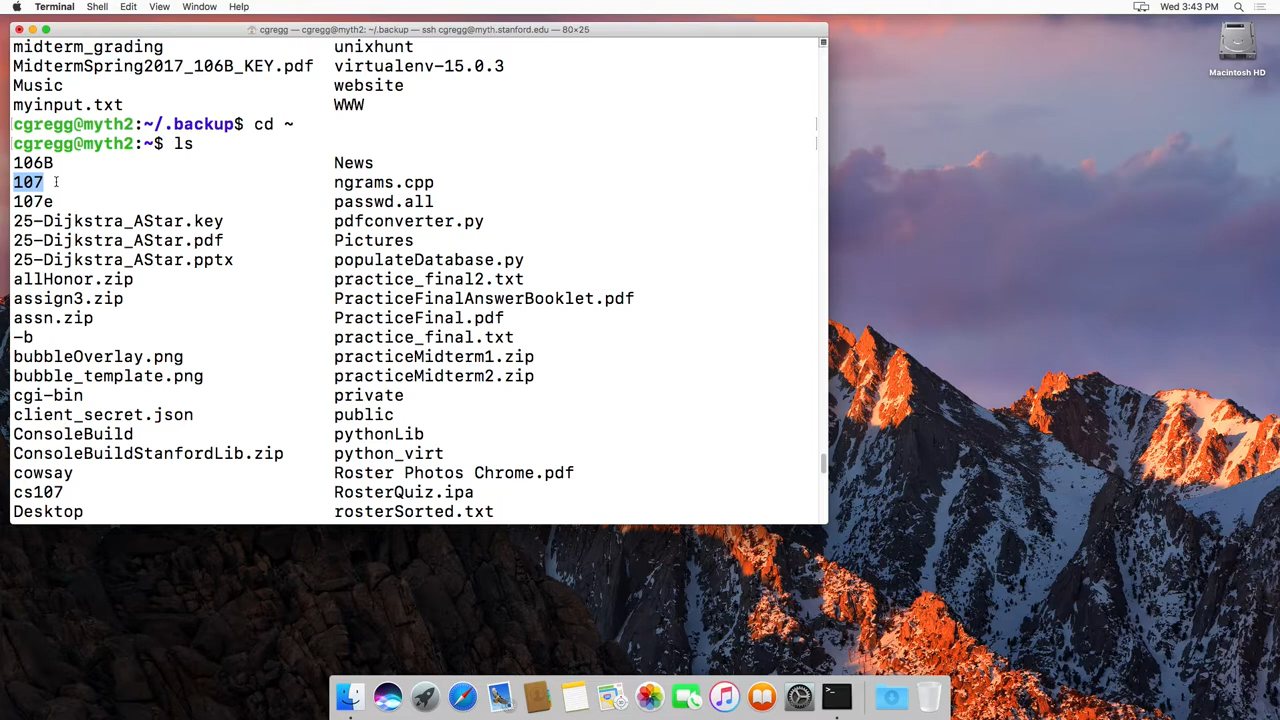 Terminal Shell Edit View Window Help Wed 3:43 PM
cgregg — cgregg@myth2: ~/.backup — ssh cgregg@myth.stanford.edu — 80×25
midterm_grading unixhunt
MidtermSpring2017_106B_KEY.pdf virtualenv-15.0.3
Music website
myinput.txt WWW
cgregg@myth2:~/.backup$ cd ~
cgregg@myth2:~$ ls
106B News
107 ngrams.cpp
107e passwd.all
25-Dijkstra_AStar.key pdfconverter.py
25-Dijkstra_AStar.pdf Pictures
25-Dijkstra_AStar.pptx populateDatabase.py
allHonor.zip practice_final2.txt
assign3.zip PracticeFinalAnswerBooklet.pdf
assn.zip PracticeFinal.pdf
-b practice_final.txt
bubbleOverlay.png practiceMidterm1.zip
bubble_template.png practiceMidterm2.zip
cgi-bin private
client_secret.json public
ConsoleBuild pythonLib
ConsoleBuildStanfordLib.zip python_virt
cowsay Roster Photos Chrome.pdf
cs107 RosterQuiz.ipa
Desktop rosterSorted.txt
Macintosh HD